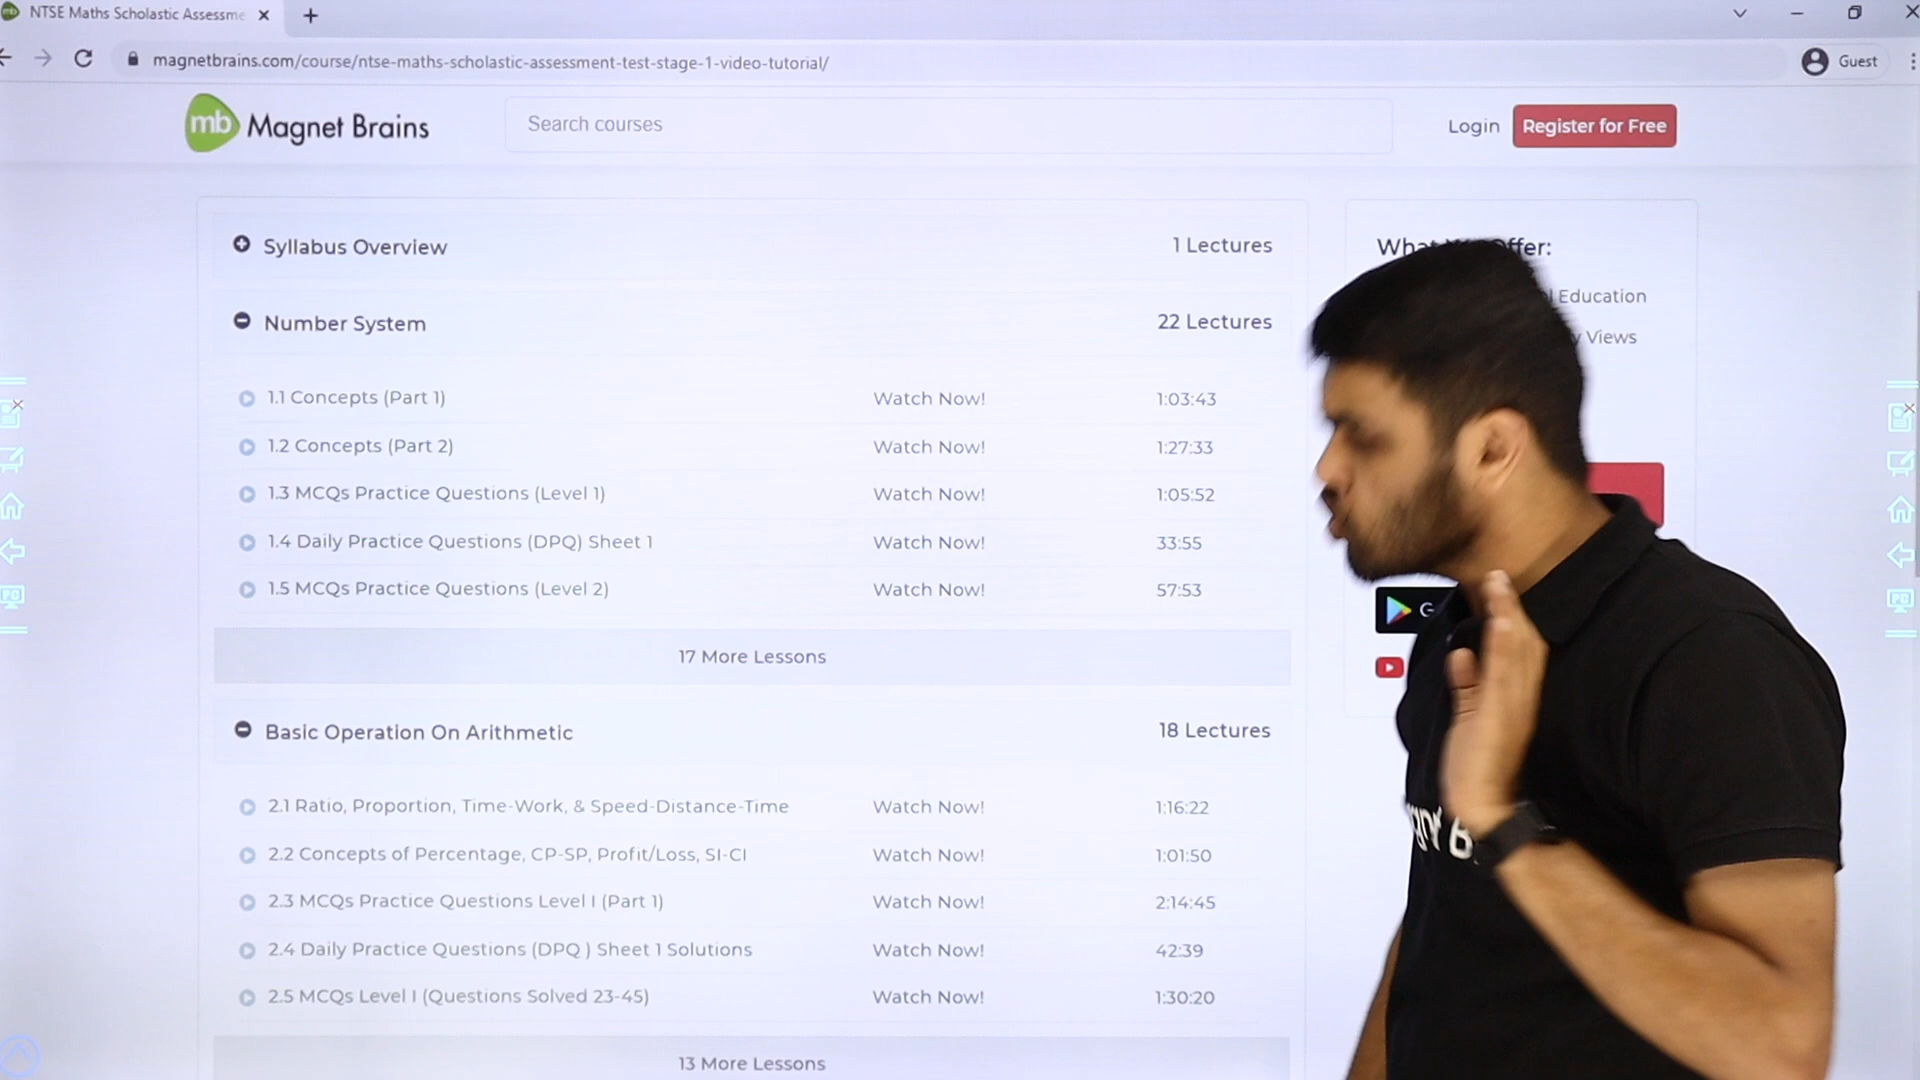 NTSE Maths Scholastic Assessme
magnetbrains.com/course/ntse-maths-scholastic-assessment-test-stage-1-video-tutorial/
Guest
mb Magnet Brains
Search courses
Login
Register for Free
Syllabus Overview 1 Lectures
Number System 22 Lectures
1.1 Concepts (Part 1) Watch Now! 1:03:43
1.2 Concepts (Part 2) Watch Now! 1:27:33
1.3 MCQs Practice Questions (Level 1) Watch Now! 1:05:52
1.4 Daily Practice Questions (DPQ) Sheet 1 Watch Now! 33:55
1.5 MCQs Practice Questions (Level 2) Watch Now! 57:53
17 More Lessons
Basic Operation On Arithmetic 18 Lectures
2.1 Ratio, Proportion, Time-Work, & Speed-Distance-Time Watch Now! 1:16:22
2.2 Concepts of Percentage, CP-SP, Profit/Loss, SI-CI Watch Now! 1:01:50
2.3 MCQs Practice Questions Level I (Part 1) Watch Now! 2:14:45
2.4 Daily Practice Questions (DPQ ) Sheet 1 Solutions Watch Now! 42:39
2.5 MCQs Level I (Questions Solved 23-45) Watch Now! 1:30:20
13 More Lessons
Education
Views